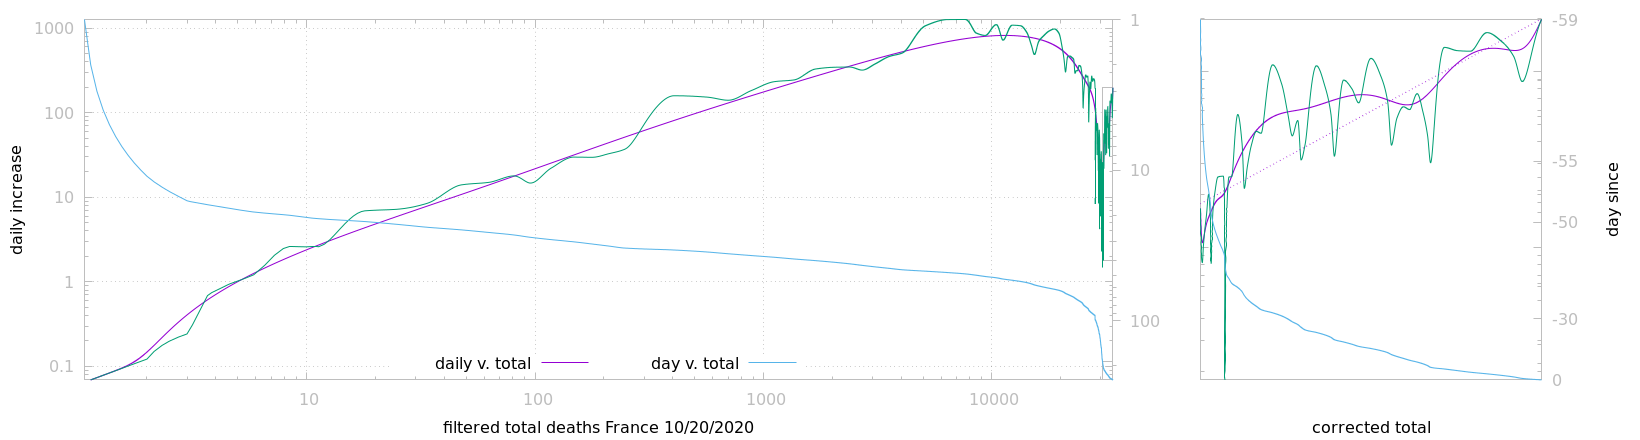 1000
100
10
1
0.1
daily increase
10
100
1000
10000
filtered total deaths France 10/20/2020
daily v. total
day v. total
1
10
100
-59
-55
-50
-30
0
day since
corrected total